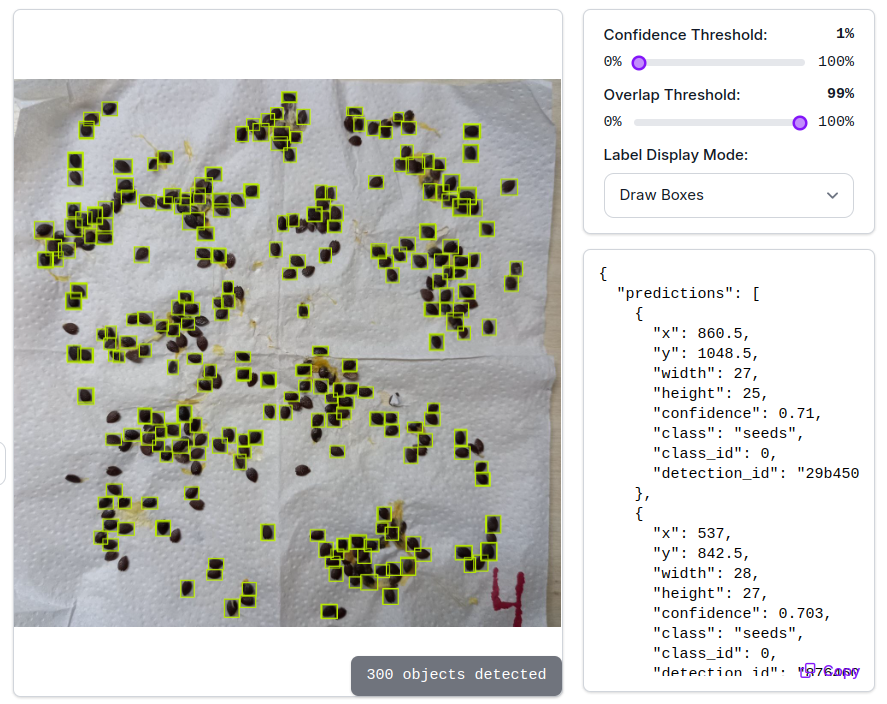 4
300 objects detected
Confidence Threshold: 1%
0% 100%
Overlap Threshold: 99%
0% 100%
Label Display Mode:
Draw Boxes
{
"predictions": [
{
"x": 860.5,
"y": 1048.5,
"width": 27,
"height": 25,
"confidence": 0.71,
"class": "seeds",
"class_id": 0,
"detection_id": "29b450
},
{
"x": 537,
"y": 842.5,
"width": 28,
"height": 27,
"confidence": 0.703,
"class": "seeds",
"class_id": 0,
"detection_id":
Copy